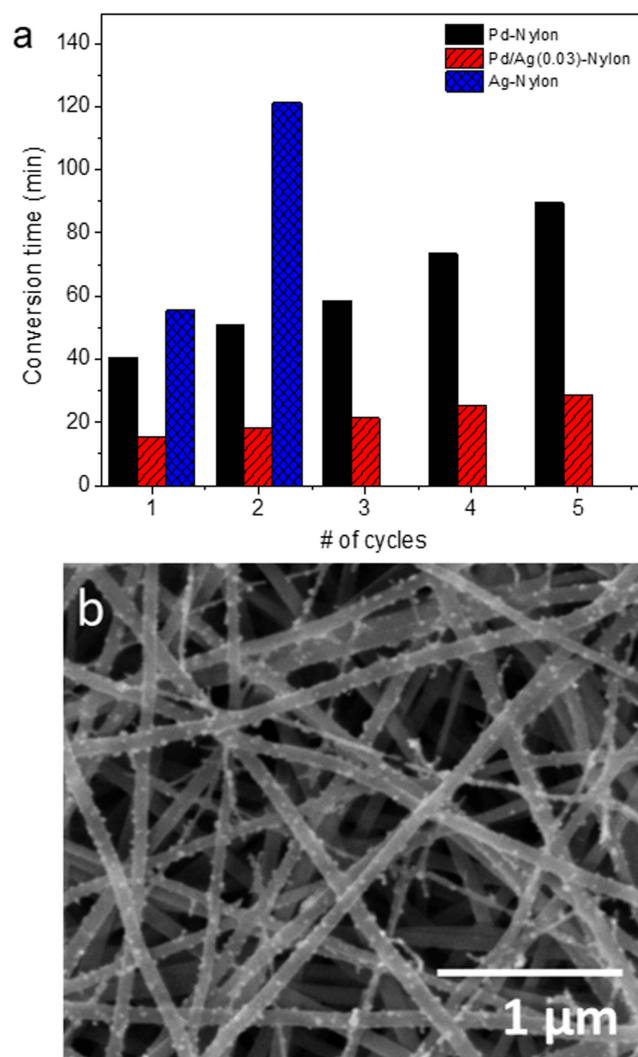 a
140
120
100
80
60
40
20
0
Conversion time (min)
Pd-Nylon
Pd/Ag(0.03)-Nylon
Ag-Nylon
1 2 3 4 5
# of cycles
b
1 μm